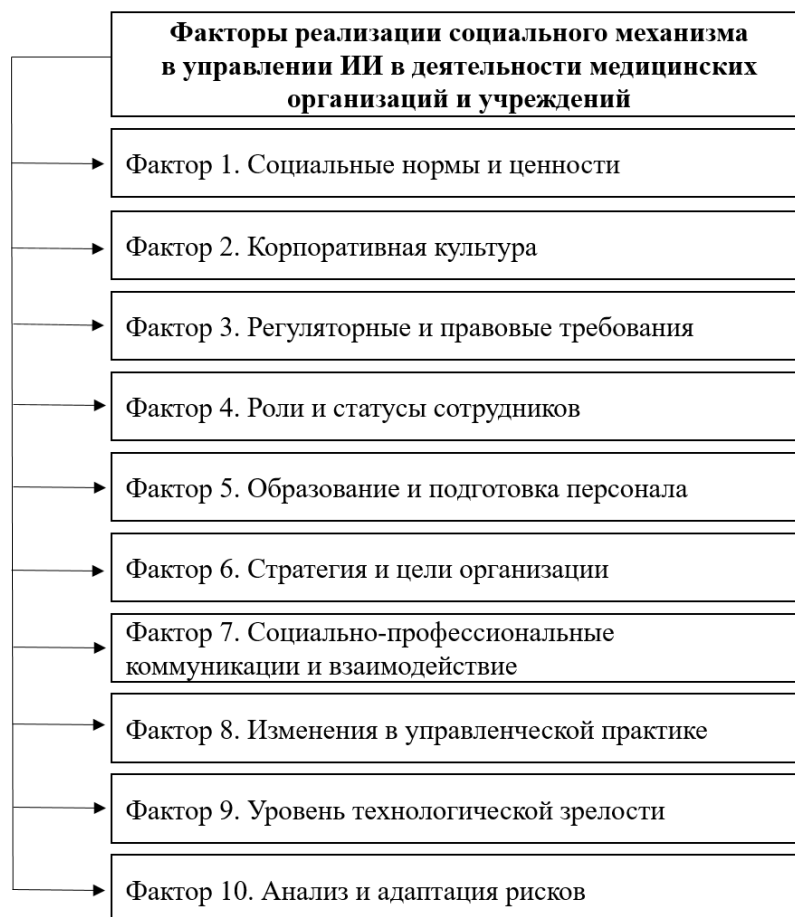 Факторы реализации социального механизма
в управлении ИИ в деятельности медицинских
организаций и учреждений
Фактор 1. Социальные нормы и ценности
Фактор 2. Корпоративная культура
Фактор 3. Регуляторные и правовые требования
Фактор 4. Роли и статусы сотрудников
Фактор 5. Образование и подготовка персонала
Фактор 6. Стратегия и цели организации
Фактор 7. Социально-профессиональные
коммуникации и взаимодействие
Фактор 8. Изменения в управленческой практике
Фактор 9. Уровень технологической зрелости
Фактор 10. Анализ и адаптация рисков